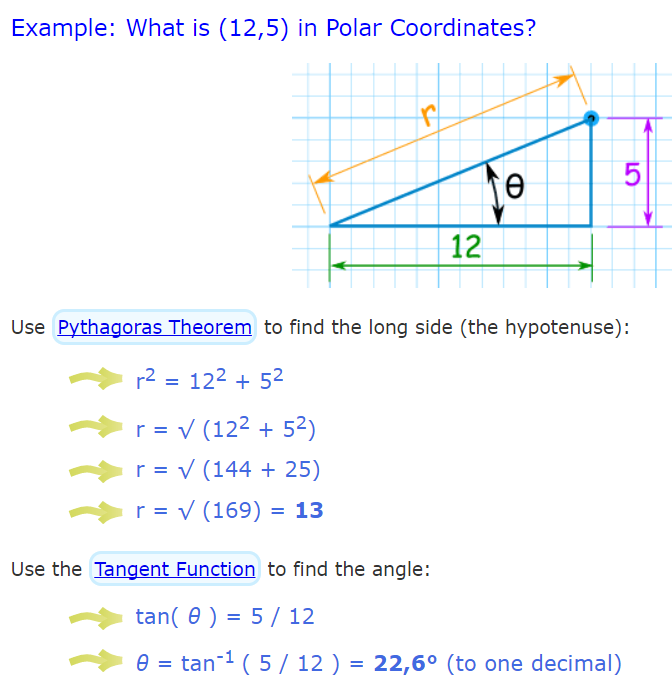 Example: What is (12,5) in Polar Coordinates?
r
θ
5
12
Use Pythagoras Theorem to find the long side (the hypotenuse):
r² = 12² + 5²
r = √ (12² + 5²)
r = √ (144 + 25)
r = √ (169) = 13
Use the Tangent Function to find the angle:
tan( θ ) = 5 / 12
θ = tan⁻¹ ( 5 / 12 ) = 22,6° (to one decimal)